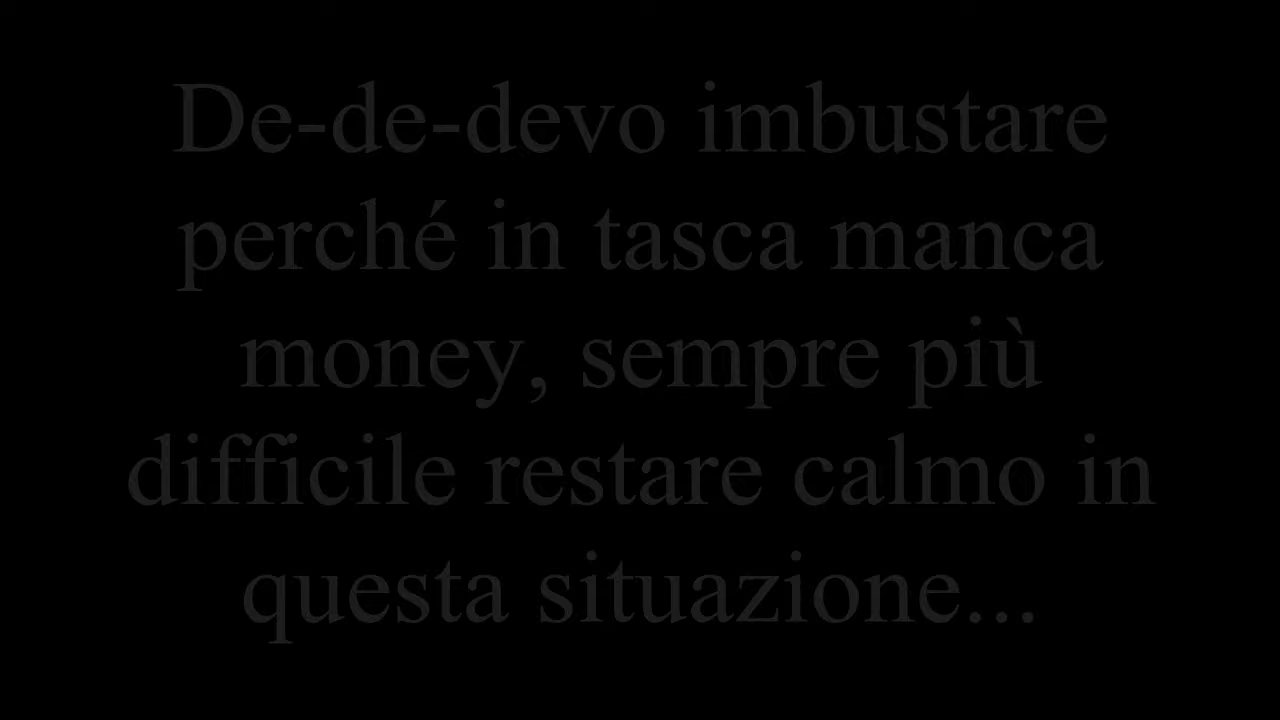 De-de-devo imbustare
perché in tasca manca
money, sempre più
difficile restare calmo in
questa situazione...